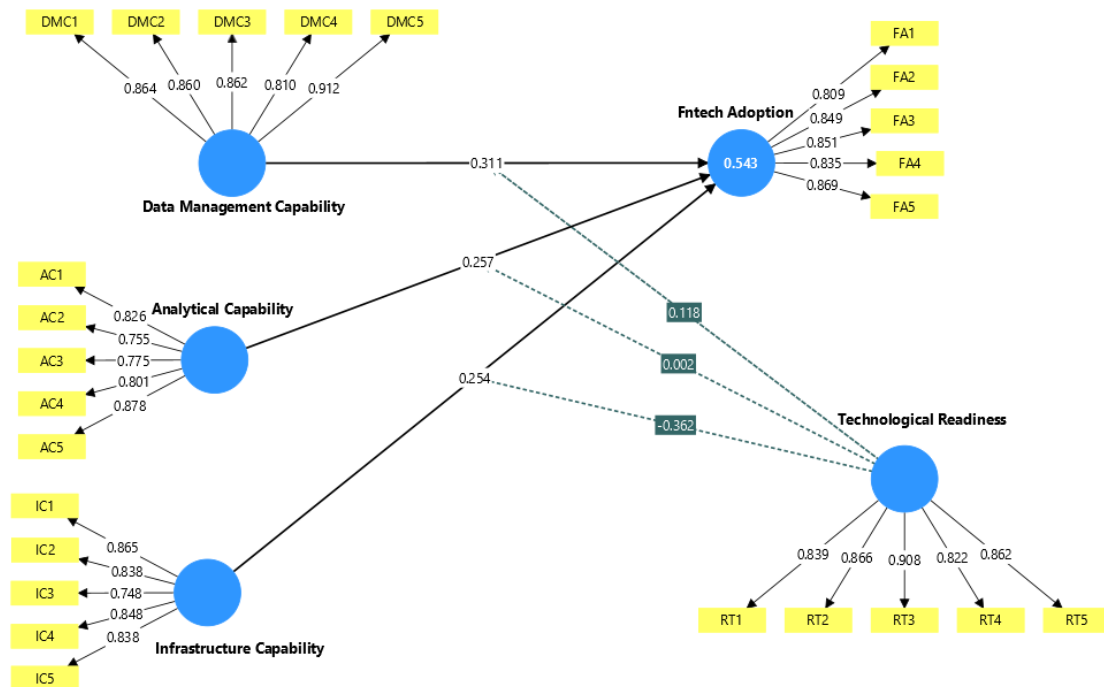 DMC1 DMC2 DMC3 DMC4 DMC5
0.864 0.860 0.862 0.810 0.912
Data Management Capability
FA1
FA2
FA3
FA4
FA5
0.809
0.849
0.851
0.835
0.869
Fntech Adoption
0.543
0.311
0.257
0.254
AC1
AC2
AC3
AC4
AC5
0.826
0.755
0.775
0.801
0.878
Analytical Capability
0.118
0.002
-0.362
Technological Readiness
IC1
IC2
IC3
IC4
IC5
0.865
0.838
0.748
0.848
0.838
Infrastructure Capability
0.839 0.866 0.908 0.822 0.862
RT1 RT2 RT3 RT4 RT5